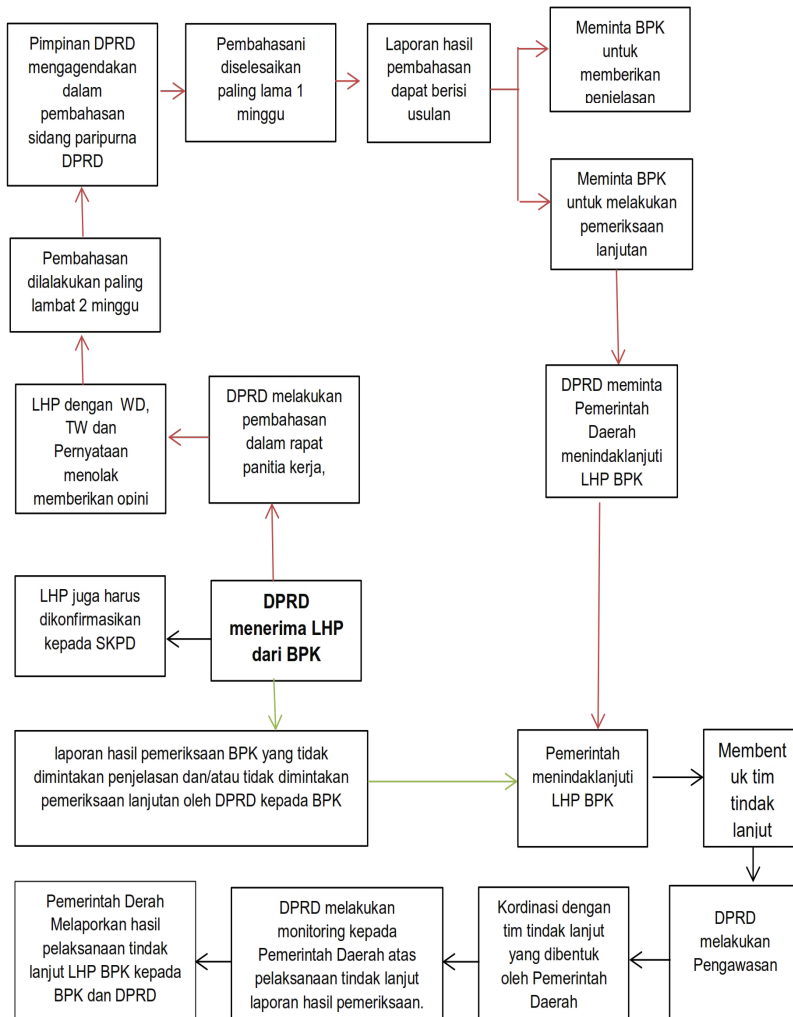 Pimpinan DPRD
mengagendakan
dalam
pembahasan
sidang paripurna
DPRD
Pembahasani
diselesaikan
paling lama 1
minggu
Laporan hasil
pembahasan
dapat berisi
usulan
Meminta BPK
untuk
memberikan
penjelasan
Meminta BPK
untuk melakukan
pemeriksaan
lanjutan
Pembahasan
dilalakukan paling
lambat 2 minggu
LHP dengan WD,
TW dan
Pernyataan
menolak
memberikan opini
DPRD melakukan
pembahasan
dalam rapat
panitia kerja,
DPRD meminta
Pemerintah
Daerah
menindaklanjuti
LHP BPK
LHP juga harus
dikonfirmasikan
kepada SKPD
DPRD
menerima LHP
dari BPK
laporan hasil pemeriksaan BPK yang tidak
dimintakan penjelasan dan/atau tidak dimintakan
pemeriksaan lanjutan oleh DPRD kepada BPK
Pemerintah
menindaklanjuti
LHP BPK
Membent
uk tim
tindak
lanjut
Pemerintah Derah
Melaporkan hasil
pelaksanaan tindak
lanjut LHP BPK kepada
BPK dan DPRD
DPRD melakukan
monitoring kepada
Pemerintah Daerah atas
pelaksanaan tindak lanjut
laporan hasil pemeriksaan.
Kordinasi dengan
tim tindak lanjut
yang dibentuk
oleh Pemerintah
Daerah
DPRD
melakukan
Pengawasan